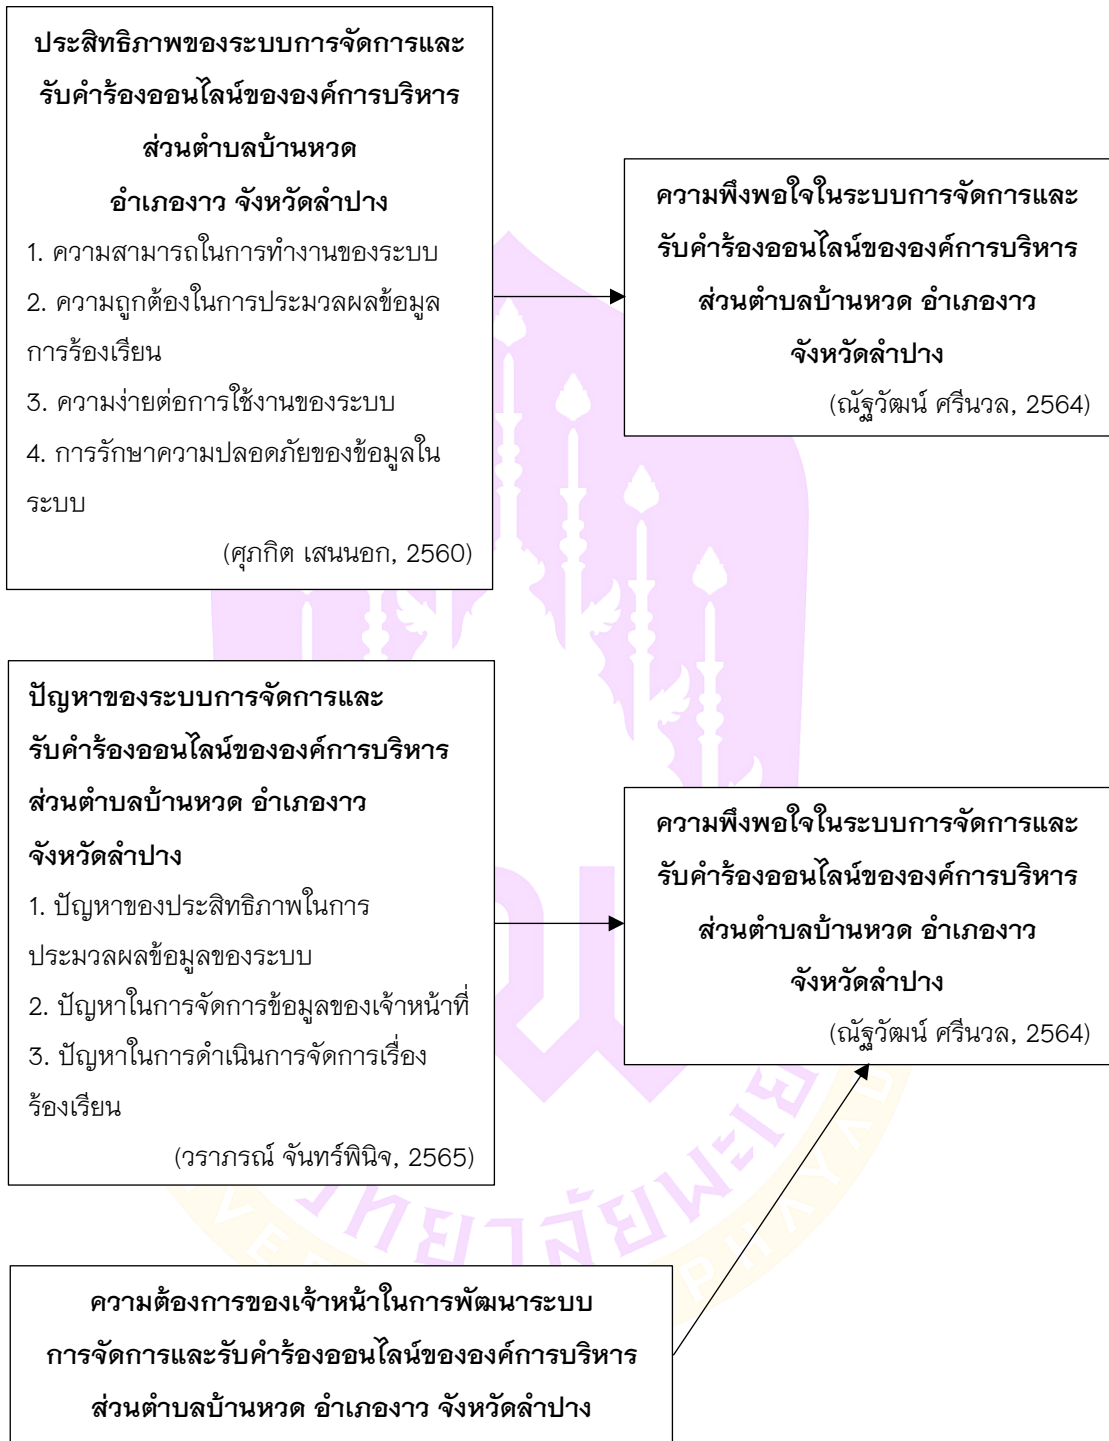 ประสิทธิภาพของระบบการจัดการและ
รับคำร้องออนไลน์ขององค์การบริหาร
ส่วนตำบลบ้านหวด
อำเภองาว จังหวัดลำปาง
1. ความสามารถในการทำงานของระบบ
2. ความถูกต้องในการประมวลผลข้อมูล
การร้องเรียน
3. ความง่ายต่อการใช้งานของระบบ
4. การรักษาความปลอดภัยของข้อมูลใน
ระบบ
(ศุภกิต เสนนอก, 2560)
ความพึงพอใจในระบบการจัดการและ
รับคำร้องออนไลน์ขององค์การบริหาร
ส่วนตำบลบ้านหวด อำเภองาว
จังหวัดลำปาง
(ณัฐวัฒน์ ศรีนวล, 2564)
ปัญหาของระบบการจัดการและ
รับคำร้องออนไลน์ขององค์การบริหาร
ส่วนตำบลบ้านหวด อำเภองาว
จังหวัดลำปาง
1. ปัญหาของประสิทธิภาพในการ
ประมวลผลข้อมูลของระบบ
2. ปัญหาในการจัดการข้อมูลของเจ้าหน้าที่
3. ปัญหาในการดำเนินการจัดการเรื่อง
ร้องเรียน
(วราภรณ์ จันทร์พินิจ, 2565)
ความพึงพอใจในระบบการจัดการและ
รับคำร้องออนไลน์ขององค์การบริหาร
ส่วนตำบลบ้านหวด อำเภองาว
จังหวัดลำปาง
(ณัฐวัฒน์ ศรีนวล, 2564)
ความต้องการของเจ้าหน้าในการพัฒนาระบบ
การจัดการและรับคำร้องออนไลน์ขององค์การบริหาร
ส่วนตำบลบ้านหวด อำเภองาว จังหวัดลำปาง